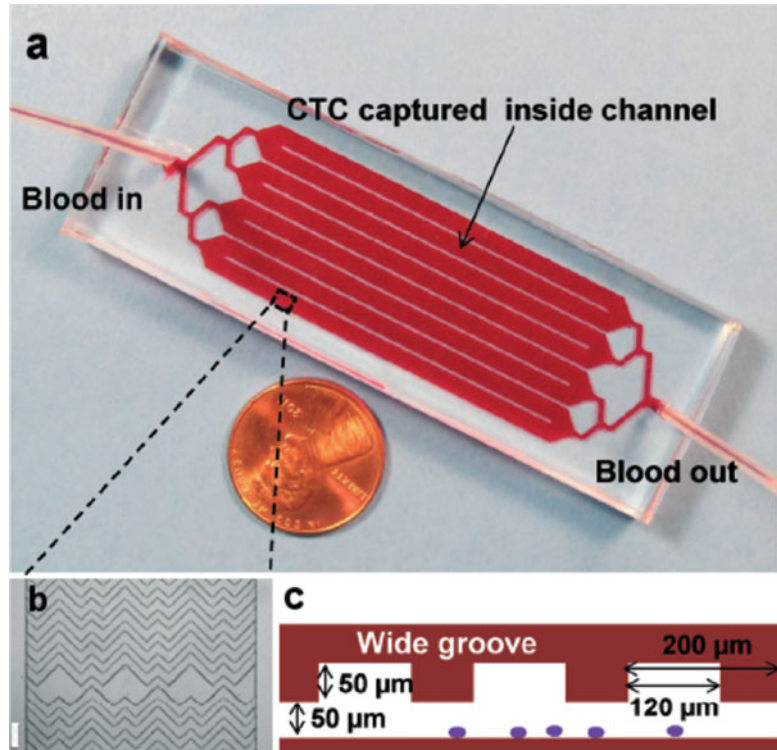 a
CTC captured inside channel
Blood in
Blood out
b
c
Wide groove
200 µm
50 µm
120 µm
50 µm